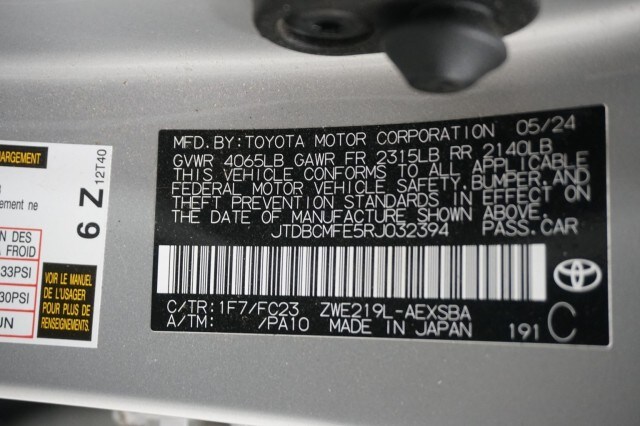 MFD. BY: TOYOTA MOTOR CORPORATION 05/24
GVWR 4065LB GAWR FR 2315LB RR 2140LB
THIS VEHICLE CONFORMS TO ALL APPLICABLE
FEDERAL MOTOR VEHICLE SAFETY, BUMPER, AND
THEFT PREVENTION STANDARDS IN EFFECT ON
THE DATE OF MANUFACTURE SHOWN ABOVE.
JTDBCMFE5RJ032394 PASS. CAR
C/TR: 1F7/FC23 ZWE219L-AEXSBA
A/TM: /PA10 MADE IN JAPAN 191 C
HARGEMENT
ement ne
6 Z 12T40
ON DES
À FROID
33PSI
30PSI
UN
VOIR LE MANUEL
DE L'USAGER
POUR PLUS DE
RENSEIGNEMENTS.